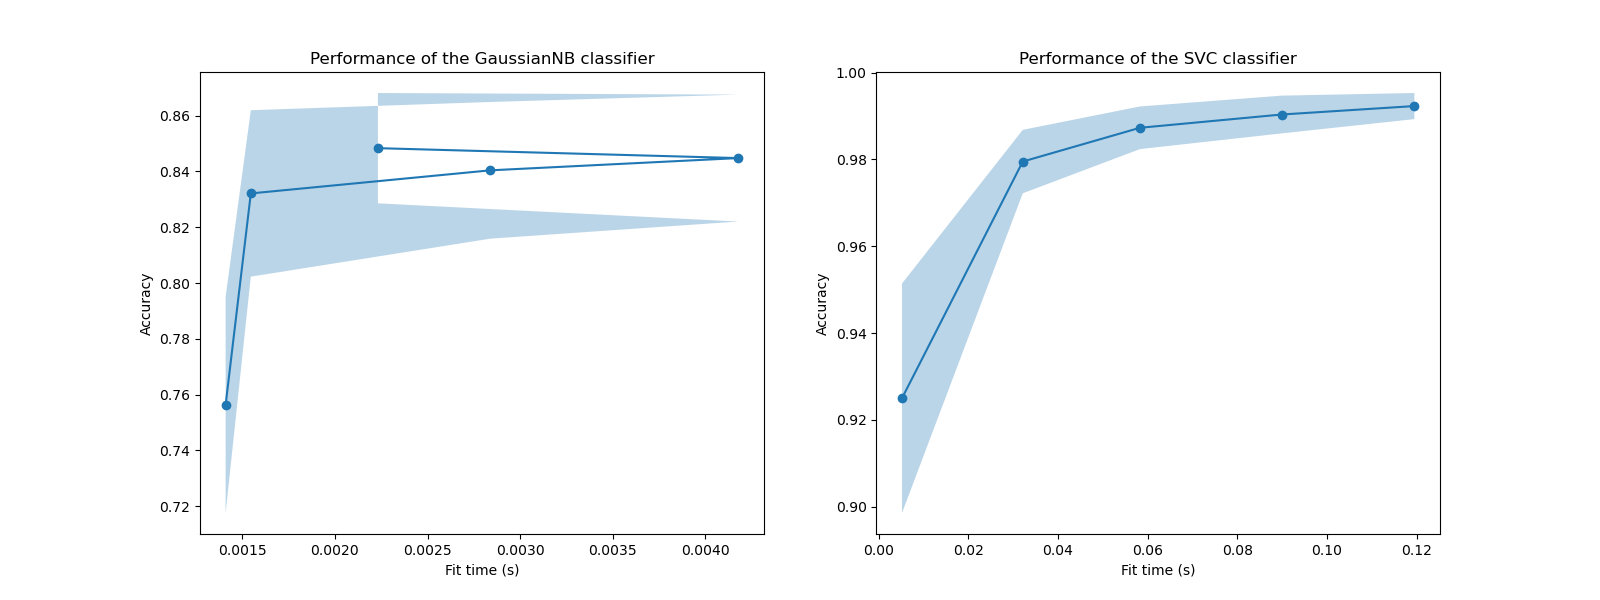 Performance of the GaussianNB classifier
Accuracy
0.86
0.84
0.82
0.80
0.78
0.76
0.74
0.72
0.0015 0.0020 0.0025 0.0030 0.0035 0.0040
Fit time (s)
Performance of the SVC classifier
Accuracy
1.00
0.98
0.96
0.94
0.92
0.90
0.00 0.02 0.04 0.06 0.08 0.10 0.12
Fit time (s)